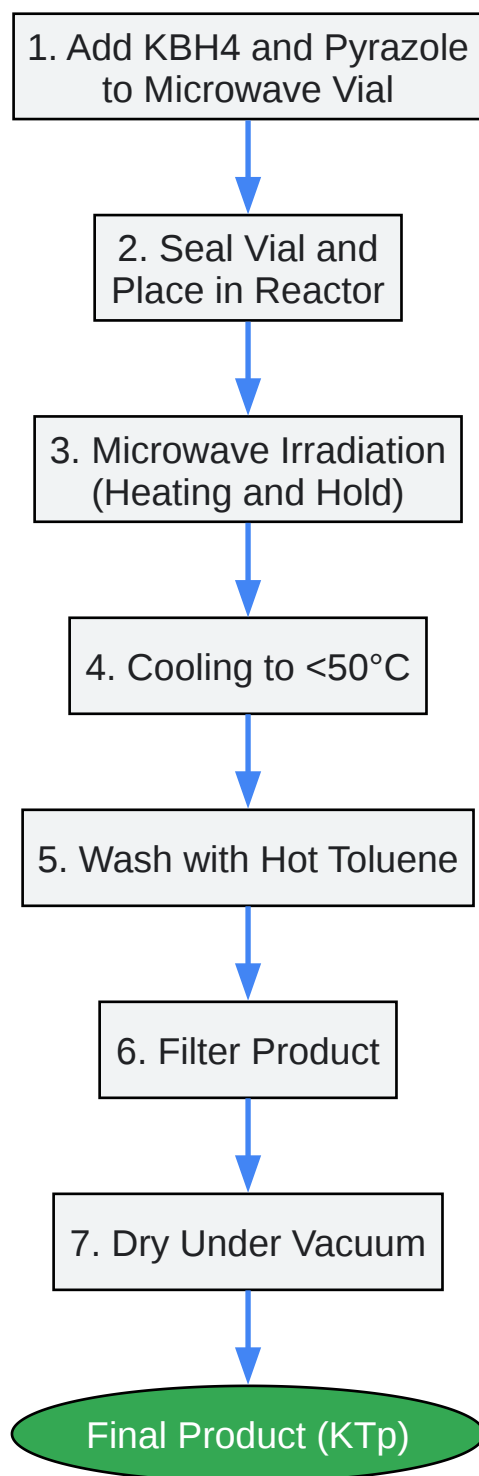 1. Add KBH4 and Pyrazole
to Microwave Vial
2. Seal Vial and
Place in Reactor
3. Microwave Irradiation
(Heating and Hold)
4. Cooling to <50°C
5. Wash with Hot Toluene
6. Filter Product
7. Dry Under Vacuum
Final Product (KTp)